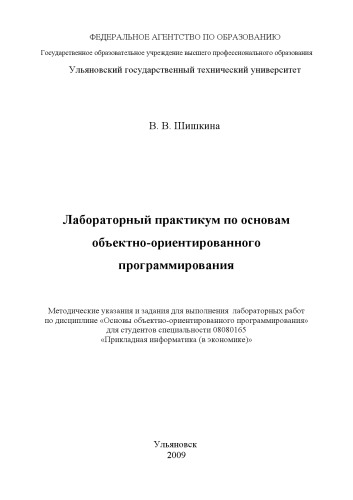 ФЕДЕРАЛЬНОЕ АГЕНТСТВО ПО ОБРАЗОВАНИЮ
Государственное образовательное учреждение высшего профессионального образования
Ульяновский государственный технический университет
В. В. Шишкина
Лабораторный практикум по основам
объектно-ориентированного
программирования
Методические указания и задания для выполнения лабораторных работ
по дисциплине «Основы объектно-ориентированного программирования»
для студентов специальности 08080165
«Прикладная информатика (в экономике)»
Ульяновск
2009